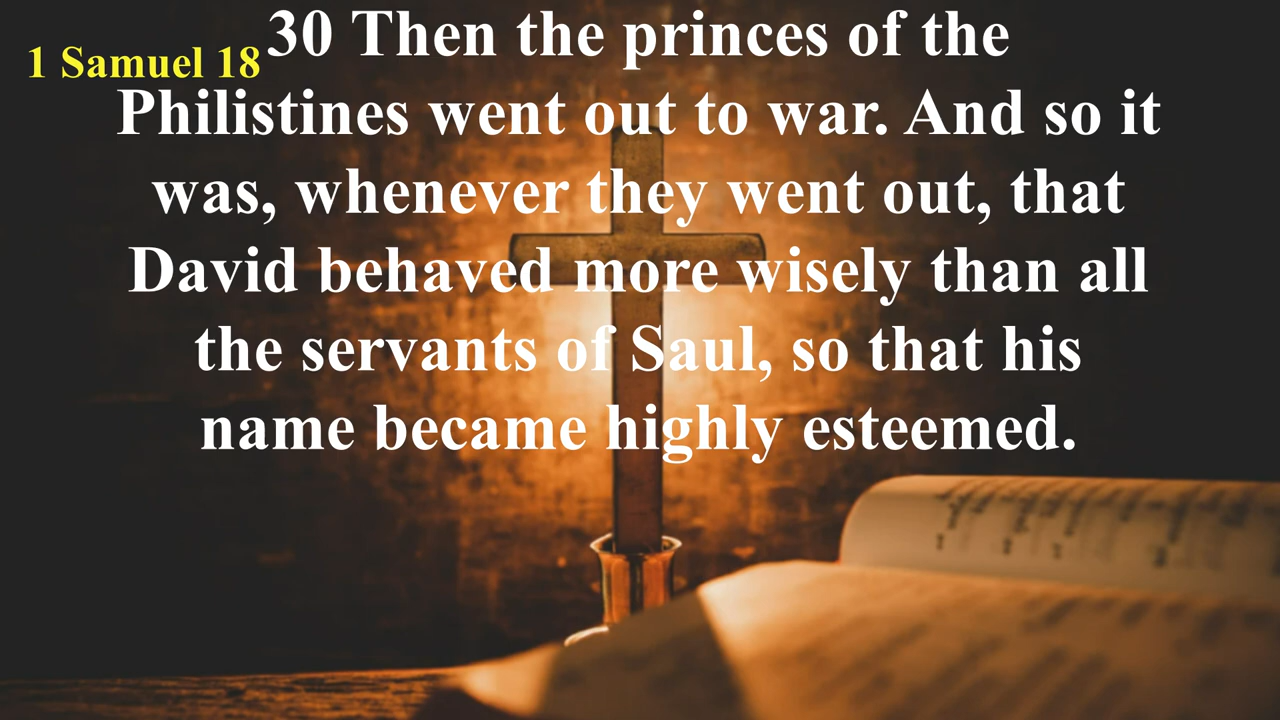 1 Samuel 18
30 Then the princes of the
Philistines went out to war. And so it
was, whenever they went out, that
David behaved more wisely than all
the servants of Saul, so that his
name became highly esteemed.